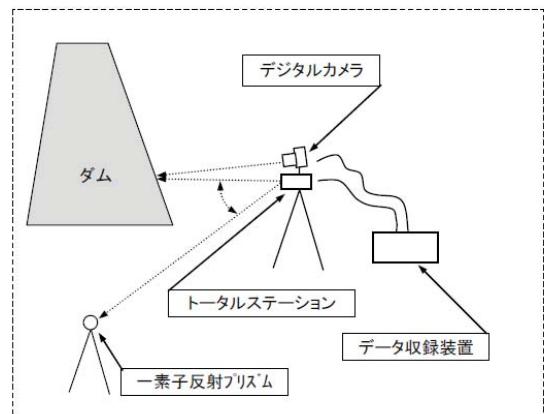 デジタルカメラ
ダム
トータルステーション
データ収録装置
一素子反射プリズム